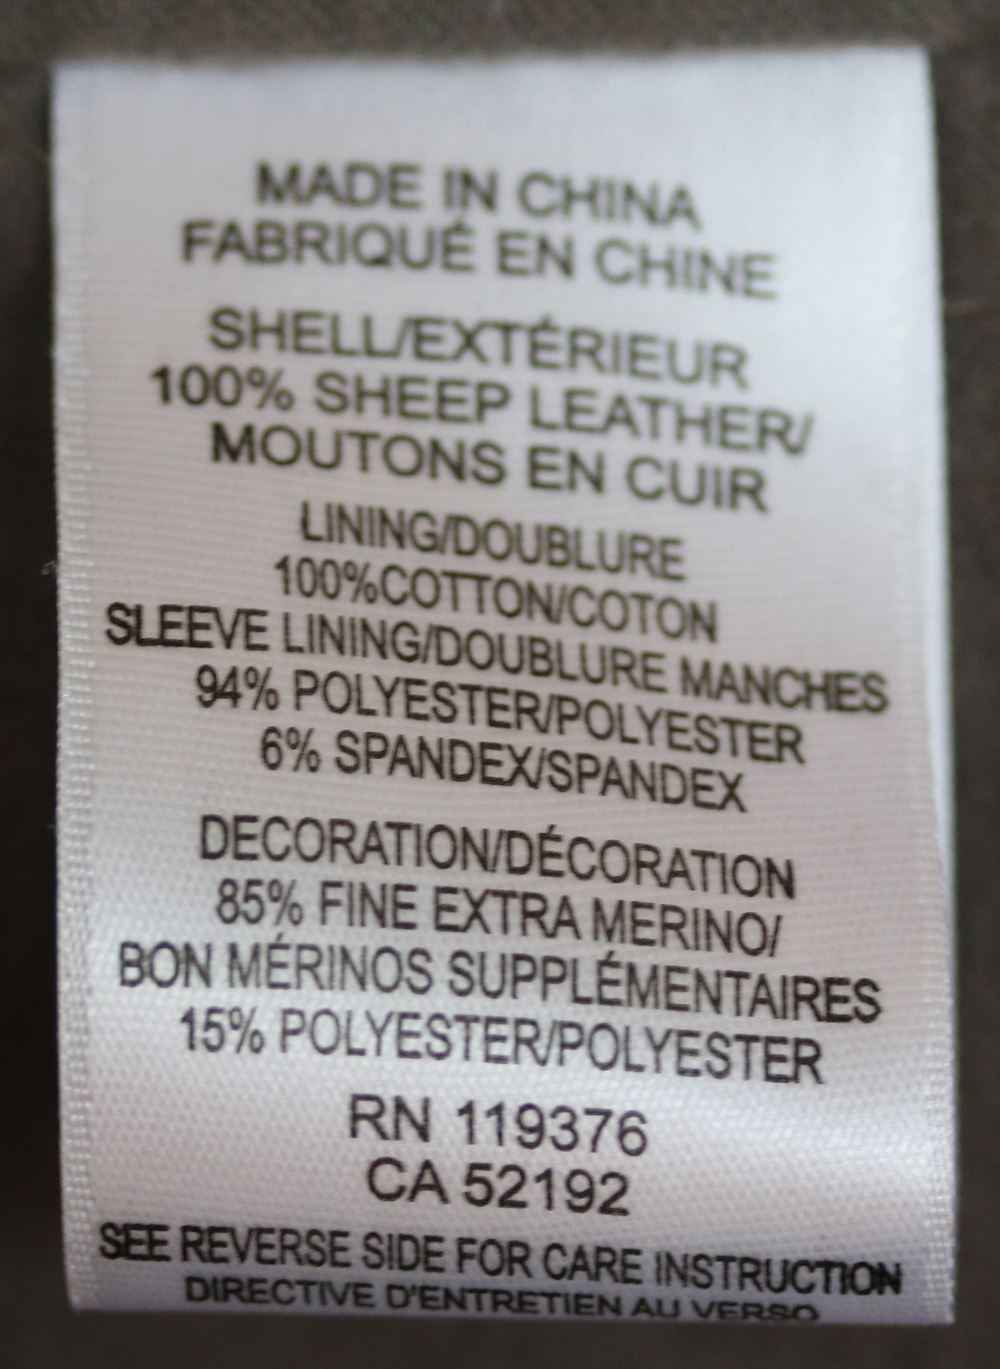 MADE IN CHINA
FABRIQUÉ EN CHINE
SHELL/EXTÉRIEUR
100% SHEEP LEATHER/
MOUTONS EN CUIR
LINING/DOUBLURE
100%COTTON/COTON
SLEEVE LINING/DOUBLURE MANCHES
94% POLYESTER/POLYESTER
6% SPANDEX/SPANDEX
DECORATION/DÉCORATION
85% FINE EXTRA MERINO/
BON MÉRINOS SUPPLÉMENTAIRES
15% POLYESTER/POLYESTER
RN 119376
CA 52192
SEE REVERSE SIDE FOR CARE INSTRUCTION
DIRECTIVE D'ENTRETIEN AU VERSO